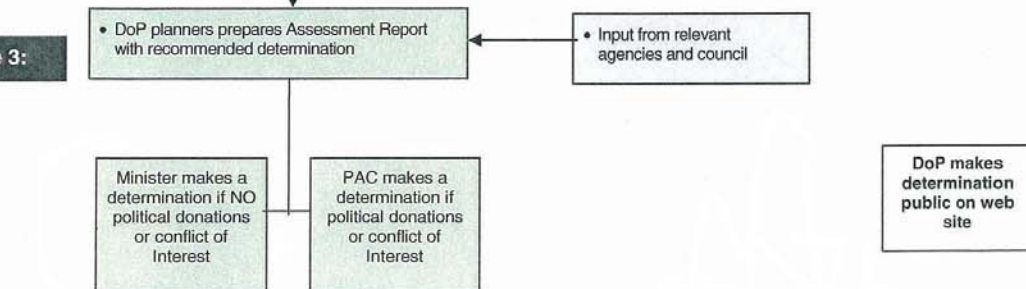 • DoP planners prepares Assessment Report
with recommended determination
• Input from relevant
agencies and council
3:
Minister makes a
determination if NO
political donations
or conflict of
Interest
PAC makes a
determination if
political donations
or conflict of
Interest
DoP makes
determination
public on web
site